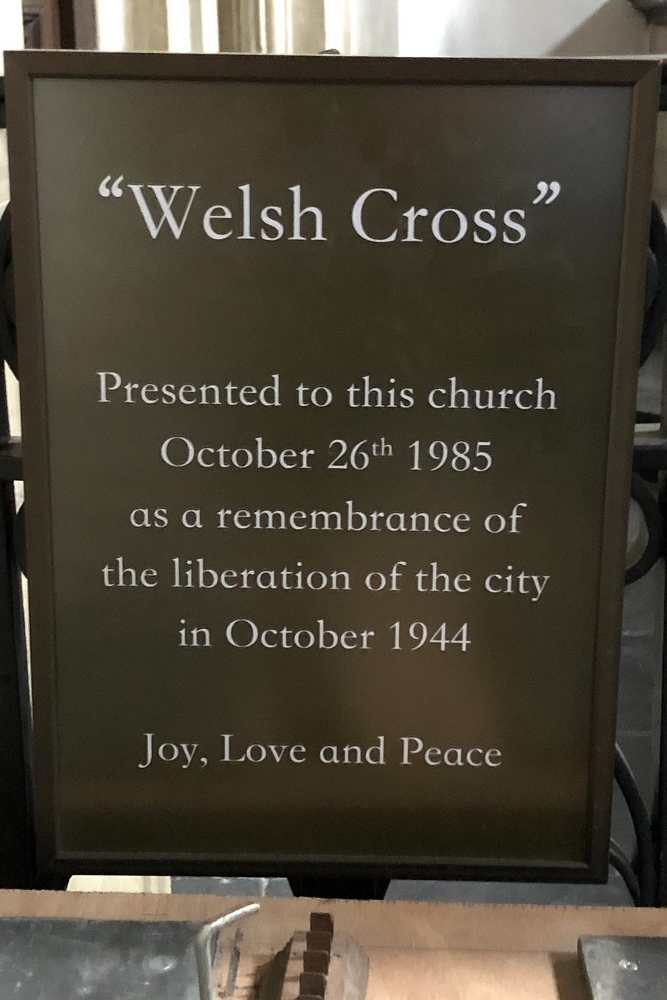 “Welsh Cross”
Presented to this church
October 26th 1985
as a remembrance of
the liberation of the city
in October 1944
Joy, Love and Peace